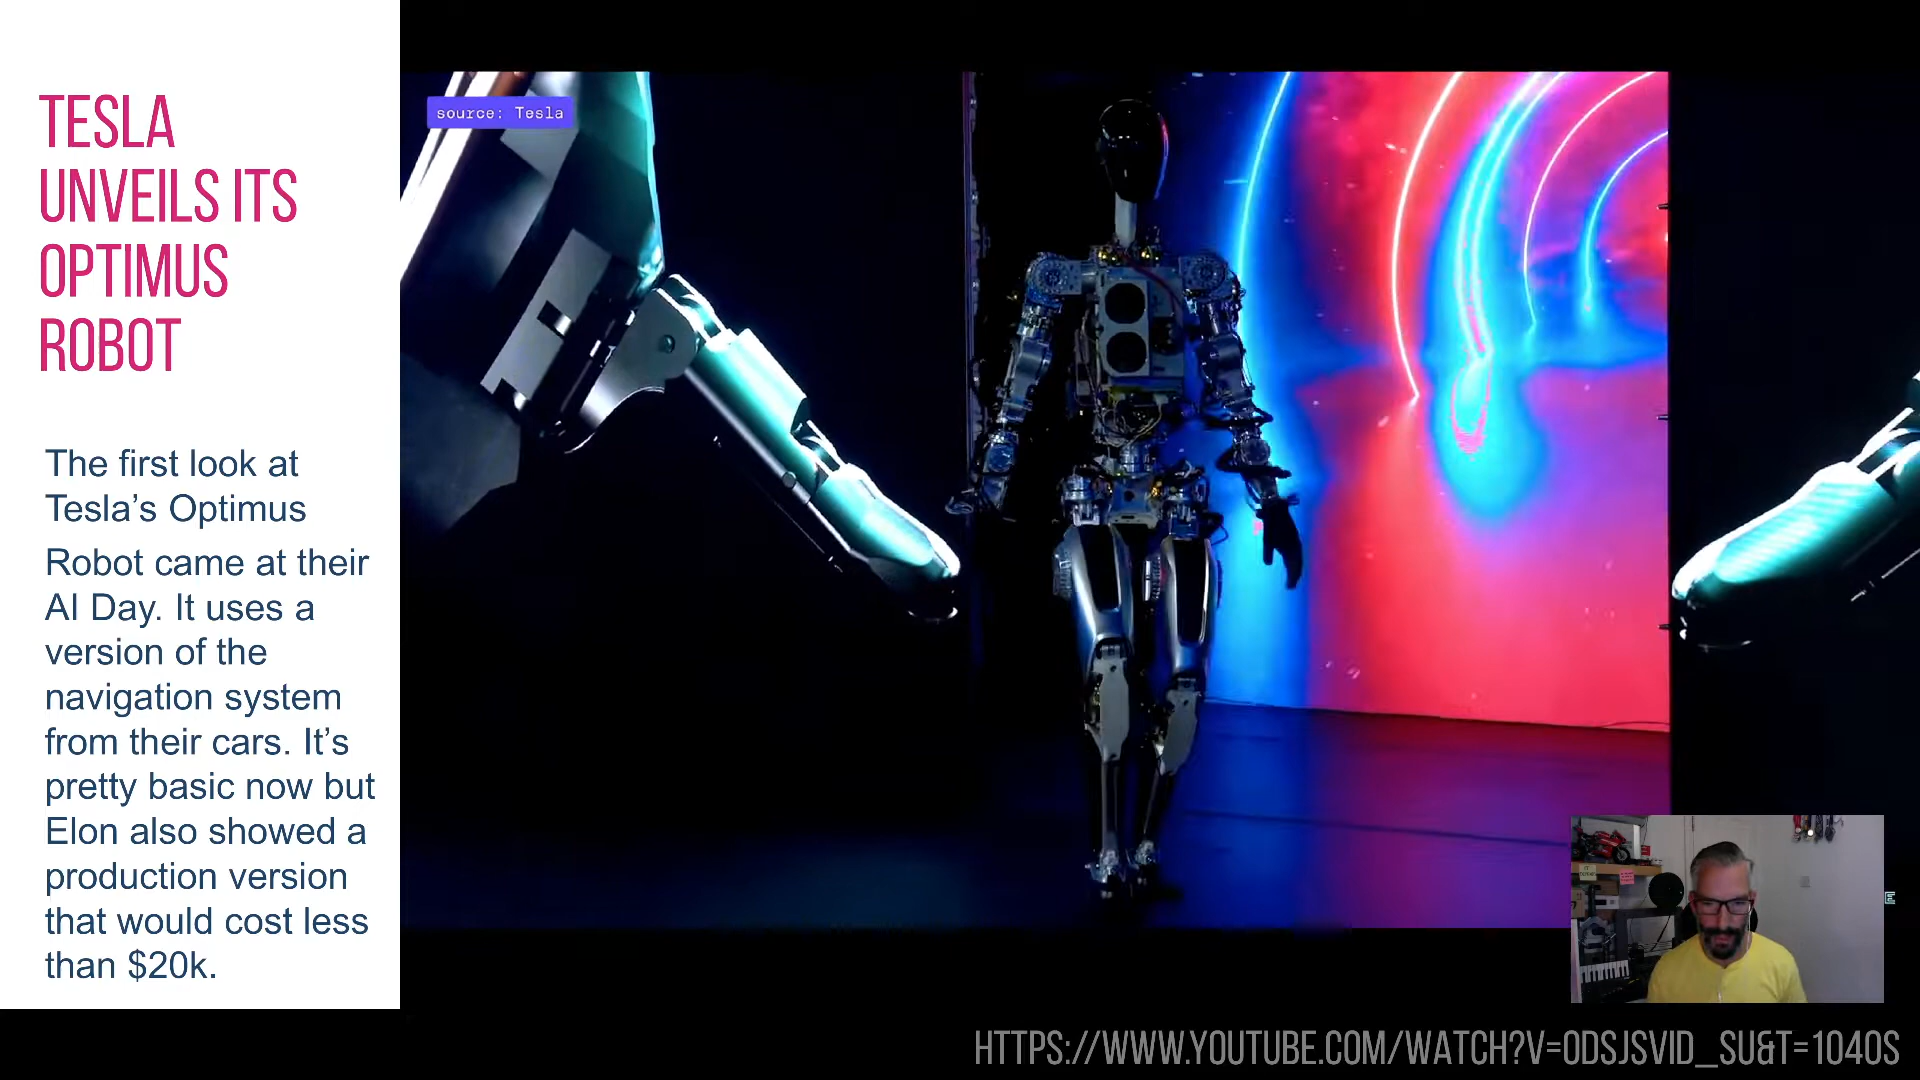 TESLA
UNVEILS ITS
OPTIMUS
ROBOT
The first look at
Tesla’s Optimus
Robot came at their
AI Day. It uses a
version of the
navigation system
from their cars. It’s
pretty basic now but
Elon also showed a
production version
that would cost less
than $20k.
source: Tesla
HTTPS://WWW.YOUTUBE.COM/WATCH?V=ODSJSVID_SU&T=1040S